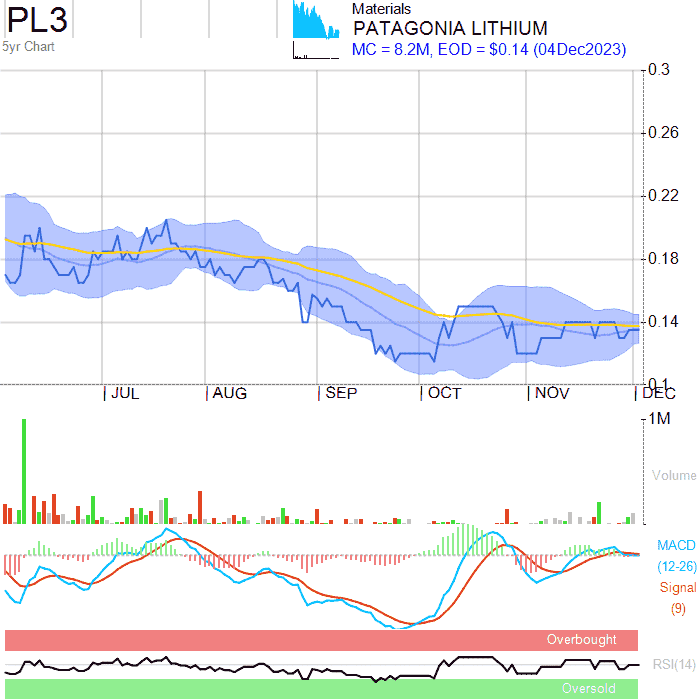 PL3
5yr Chart
Materials
PATAGONIA LITHIUM
MC = 8.2M, EOD = $0.14 (04Dec2023)
0.3
0.26
0.22
0.18
0.14
0.1
JUL AUG SEP OCT NOV DEC
1M
Volume
MACD
(12-26)
Signal
(9)
Overbought
RSI(14)
Oversold